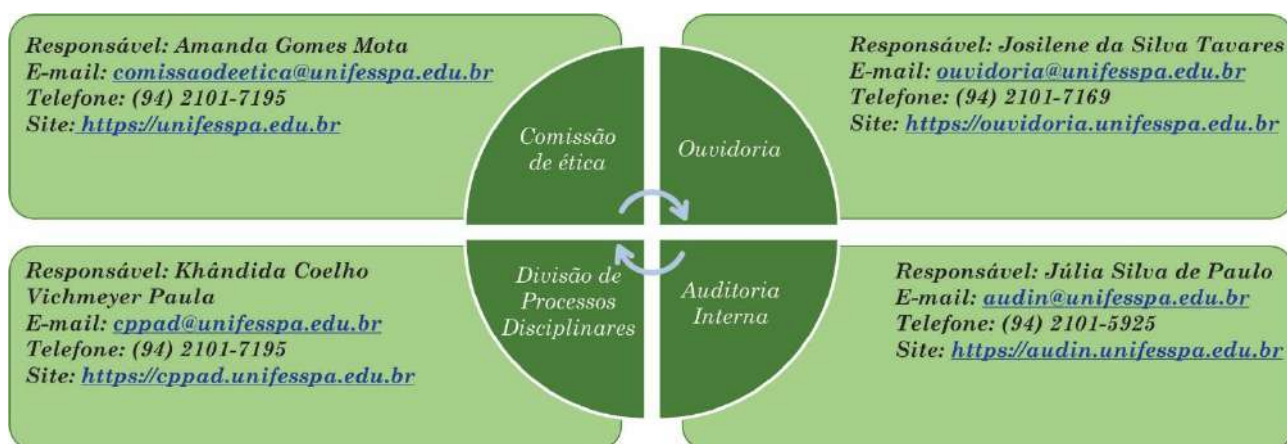 Responsável: Amanda Gomes Mota
E-mail: comissaodeetica@unifesspa.edu.br
Telefone: (94) 2101-7195
Site: https://unifesspa.edu.br
Comissão
de ética
Responsável: Josilene da Silva Tavares
E-mail: ouvidoria@unifesspa.edu.br
Telefone: (94) 2101-7169
Site: https://ouvidoria.unifesspa.edu.br
Ouvidoria
Responsável: Khândida Coelho
Vichmeyer Paula
E-mail: cppad@unifesspa.edu.br
Telefone: (94) 2101-7195
Site: https://cppad.unifesspa.edu.br
Divisão de
Processos
Disciplinares
Responsável: Júlia Silva de Paulo
E-mail: audin@unifesspa.edu.br
Telefone: (94) 2101-5925
Site: https://audin.unifesspa.edu.br
Auditoria
Interna